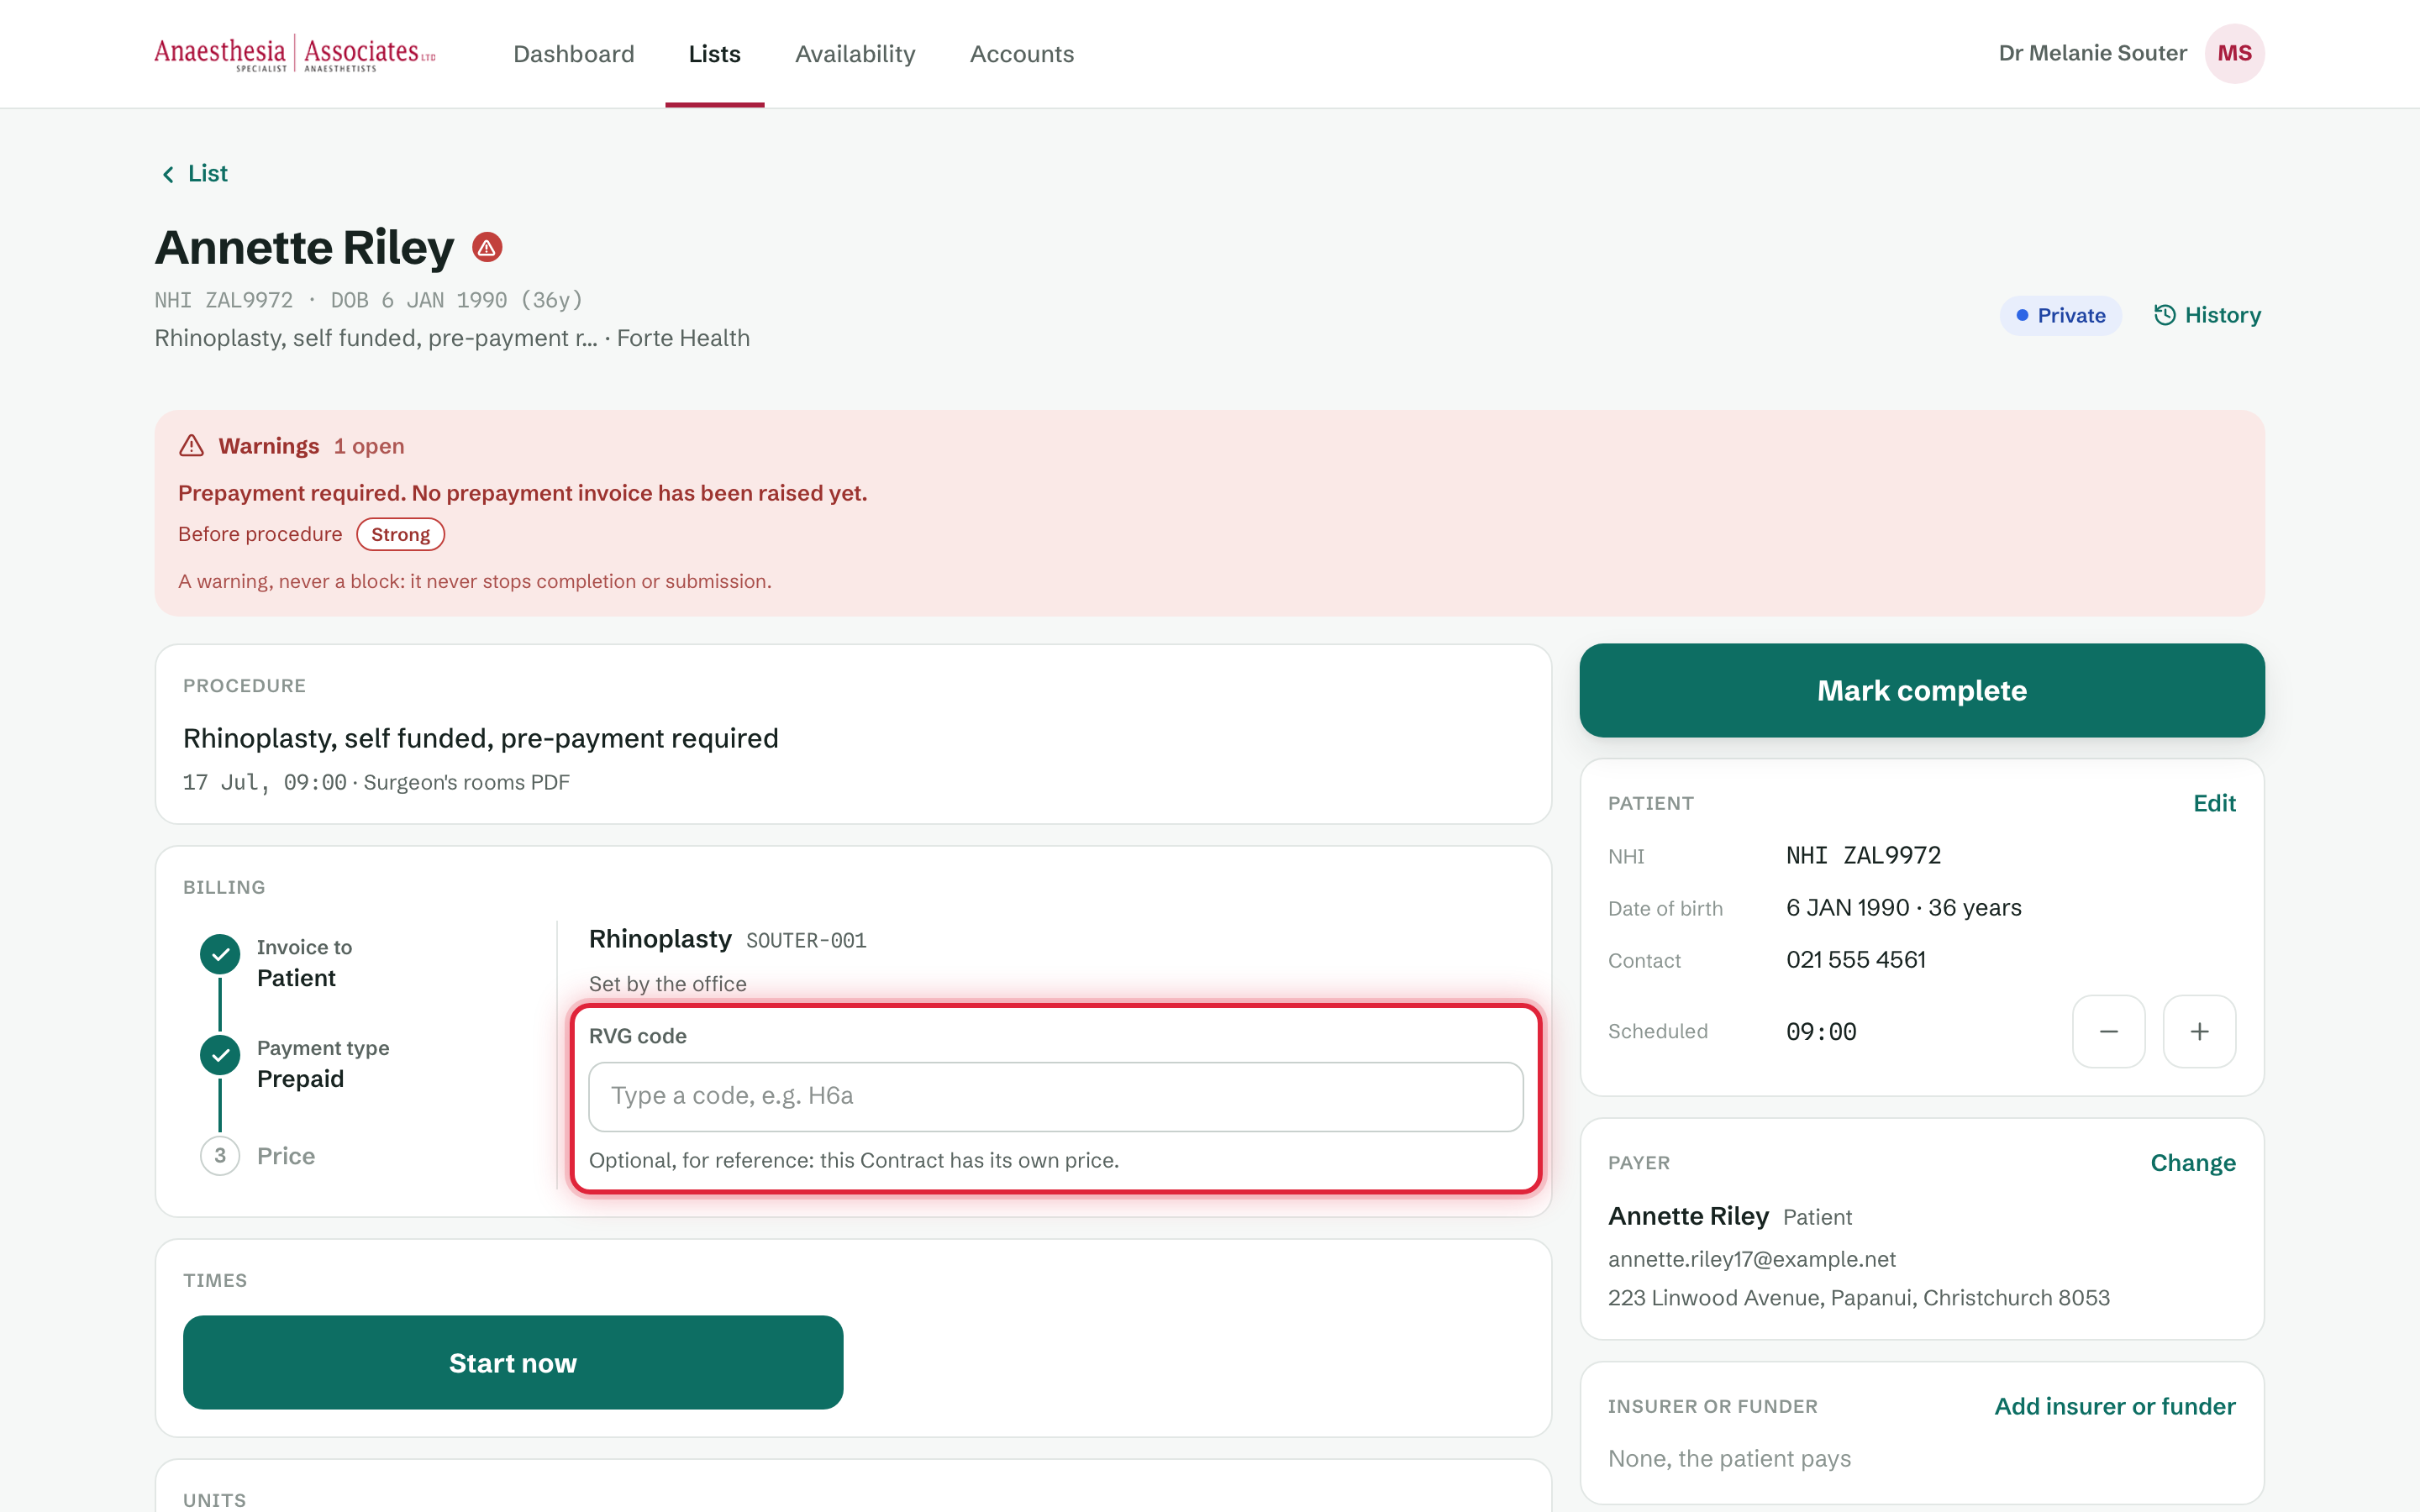 Anaesthesia Associates LTD
SPECIALIST ANAESTHETISTS
Dashboard
Lists
Availability
Accounts
Dr Melanie Souter
MS
List
Annette Riley
NHI ZAL9972 · DOB 6 JAN 1990 (36y)
Rhinoplasty, self funded, pre-payment r... · Forte Health
Private
History
Warnings 1 open
Prepayment required. No prepayment invoice has been raised yet.
Before procedure Strong
A warning, never a block: it never stops completion or submission.
PROCEDURE
Rhinoplasty, self funded, pre-payment required
17 Jul, 09:00 · Surgeon's rooms PDF
BILLING
Invoice to
Patient
Payment type
Prepaid
3 Price
Rhinoplasty SOUTER-001
Set by the office
RVG code
Type a code, e.g. H6a
Optional, for reference: this Contract has its own price.
TIMES
Start now
UNITS
Mark complete
PATIENT
Edit
NHI
NHI ZAL9972
Date of birth
6 JAN 1990 · 36 years
Contact
021 555 4561
Scheduled
09:00
− +
PAYER
Change
Annette Riley Patient
annette.riley17@example.net
223 Linwood Avenue, Papanui, Christchurch 8053
INSURER OR FUNDER
Add insurer or funder
None, the patient pays